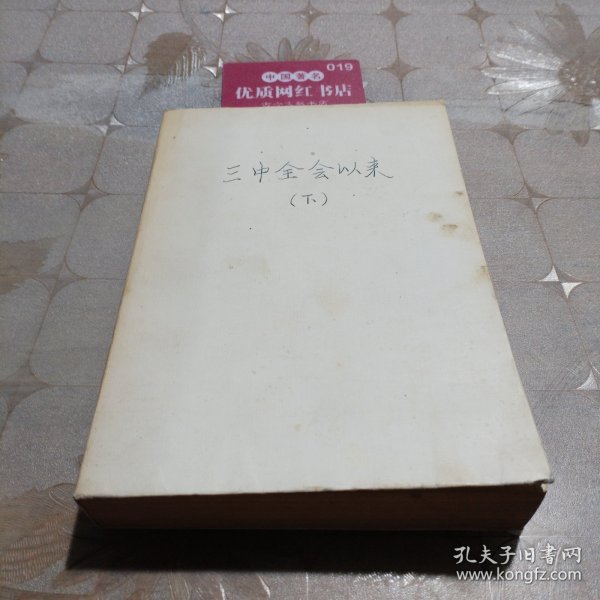 019
中国著名
优质网红书店
三中全会以来
（下）
孔夫子旧书网
www.kongfz.com